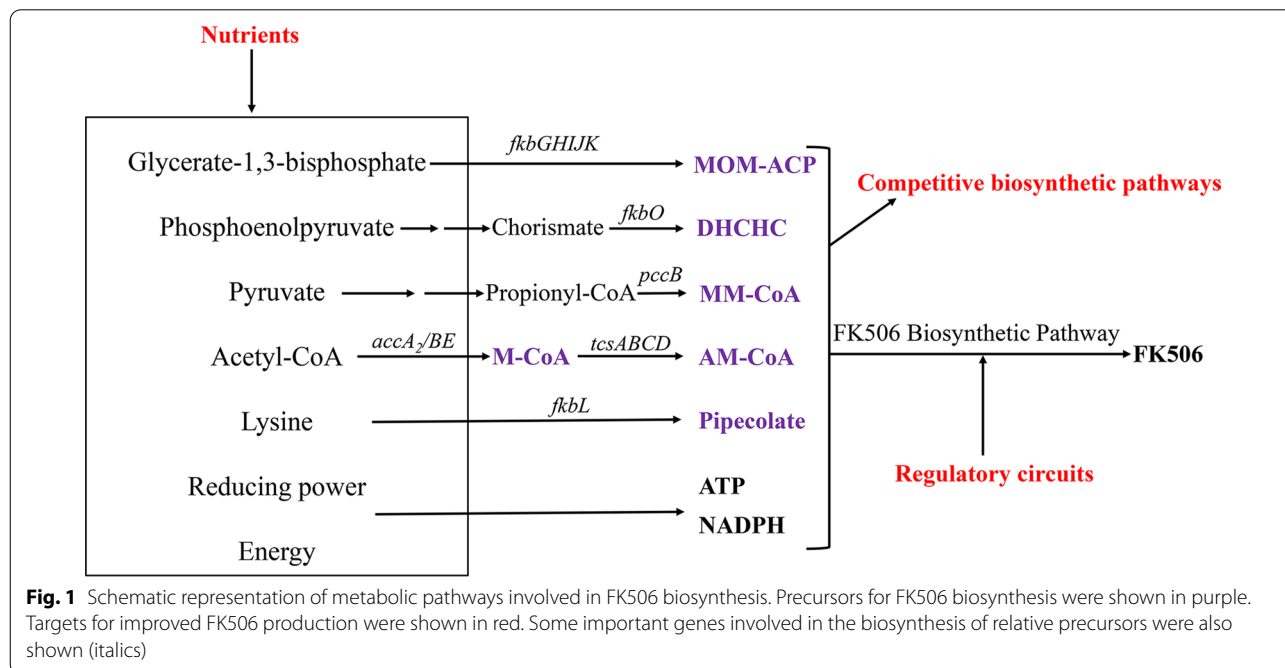 Nutrients
Glycerate-1,3-bisphosphate fkbGHIJK MOM-ACP
Competitive biosynthetic pathways
Phosphoenolpyruvate Chorismate fkbO DHCHC
Pyruvate Propionyl-CoA pccB MM-CoA
FK506 Biosynthetic Pathway FK506
Acetyl-CoA accA₂/BE M-CoA tcsABCD AM-CoA
Lysine fkbL Pipecolate
Regulatory circuits
Reducing power ATP
NADPH
Energy
Fig. 1 Schematic representation of metabolic pathways involved in FK506 biosynthesis. Precursors for FK506 biosynthesis were shown in purple.
Targets for improved FK506 production were shown in red. Some important genes involved in the biosynthesis of relative precursors were also
shown (italics)